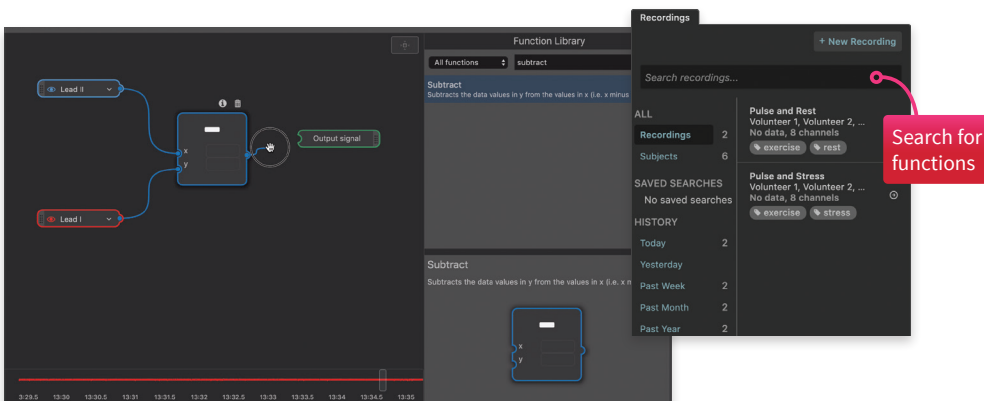 Function Library
All functions
subtract
Subtract
Subtracts the data values in y from the values in x (i.e. x minus
Lead II
x
y
Output signal
Lead I
Subtract
Subtracts the data values in y from the values in x (i.e. x
x
y
3:29.5 13:30 13:30.5 13:31 13:31.5 13:32 13:32.5 13:33 13:33.5 13:34 13:34.5 13:35
Recordings
+ New Recording
Search recordings...
ALL
Recordings 2
Subjects 6
SAVED SEARCHES
No saved searches
HISTORY
Today 2
Yesterday
Past Week 2
Past Month 2
Past Year 2
Pulse and Rest
Volunteer 1, Volunteer 2, ...
No data, 8 channels
exercise rest
Pulse and Stress
Volunteer 1, Volunteer 2, ...
No data, 8 channels
exercise stress
Search for
functions